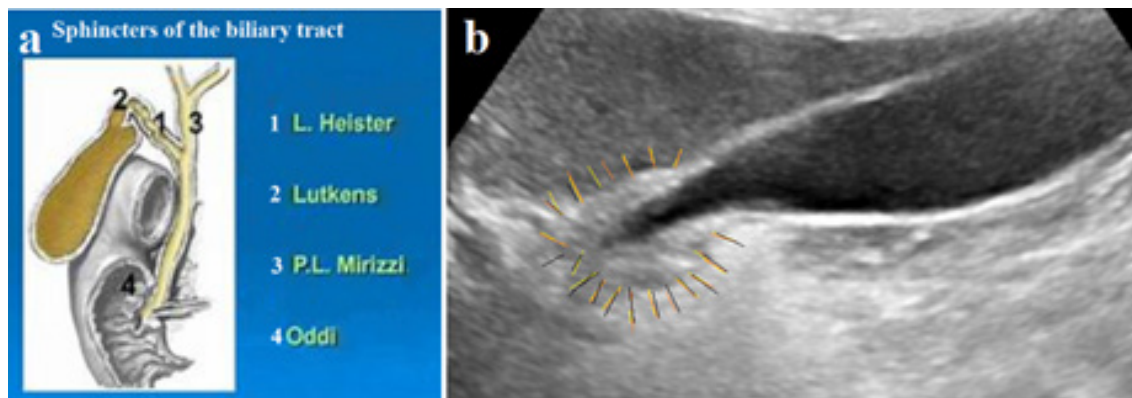 a Sphincters of the biliary tract
2
1
3
4
1 L. Heister
2 Lutkens
3 P.L. Mirizzi
4 Oddi
b